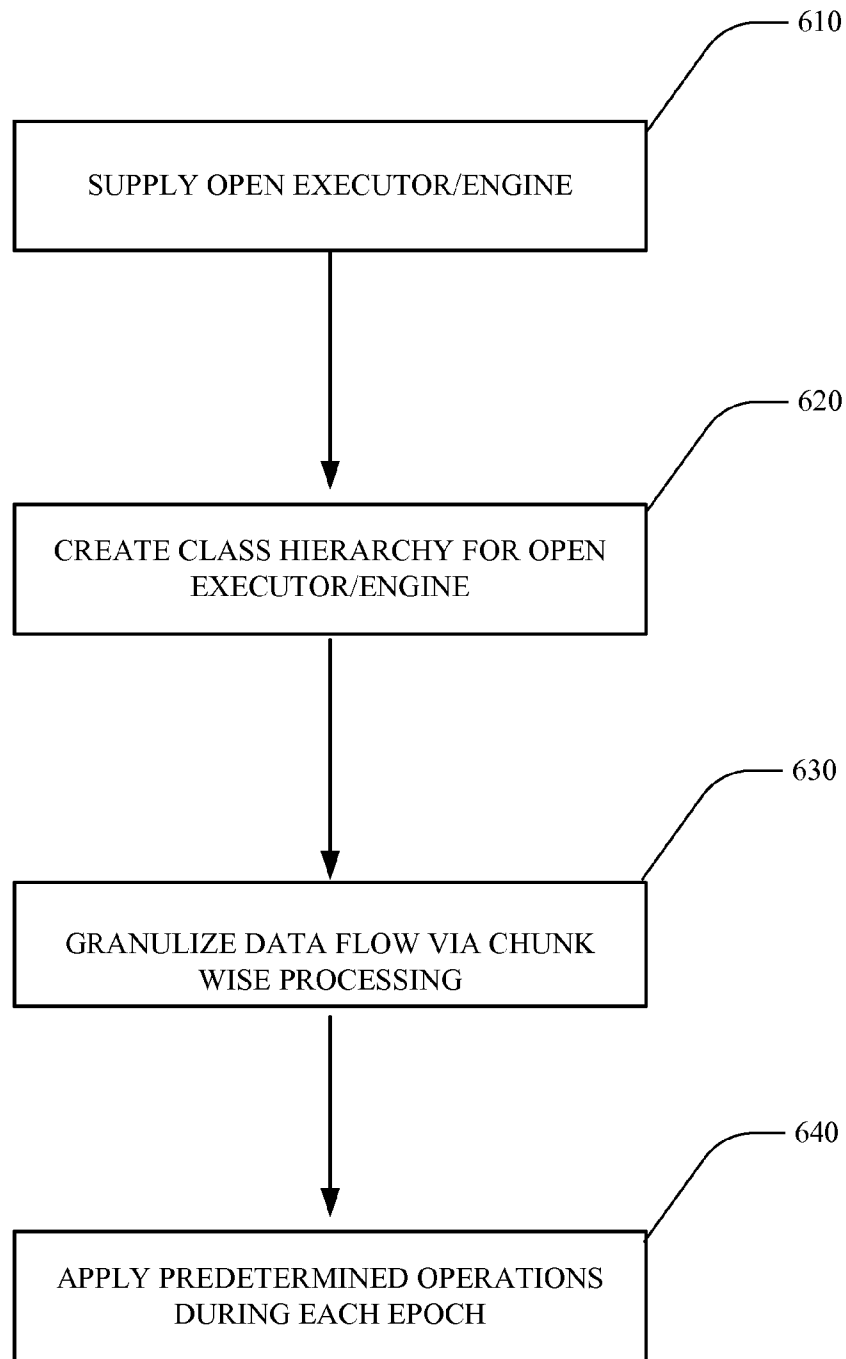 610
SUPPLY OPEN EXECUTOR/ENGINE
620
CREATE CLASS HIERARCHY FOR OPEN
EXECUTOR/ENGINE
630
GRANULIZE DATA FLOW VIA CHUNK
WISE PROCESSING
640
APPLY PREDETERMINED OPERATIONS
DURING EACH EPOCH